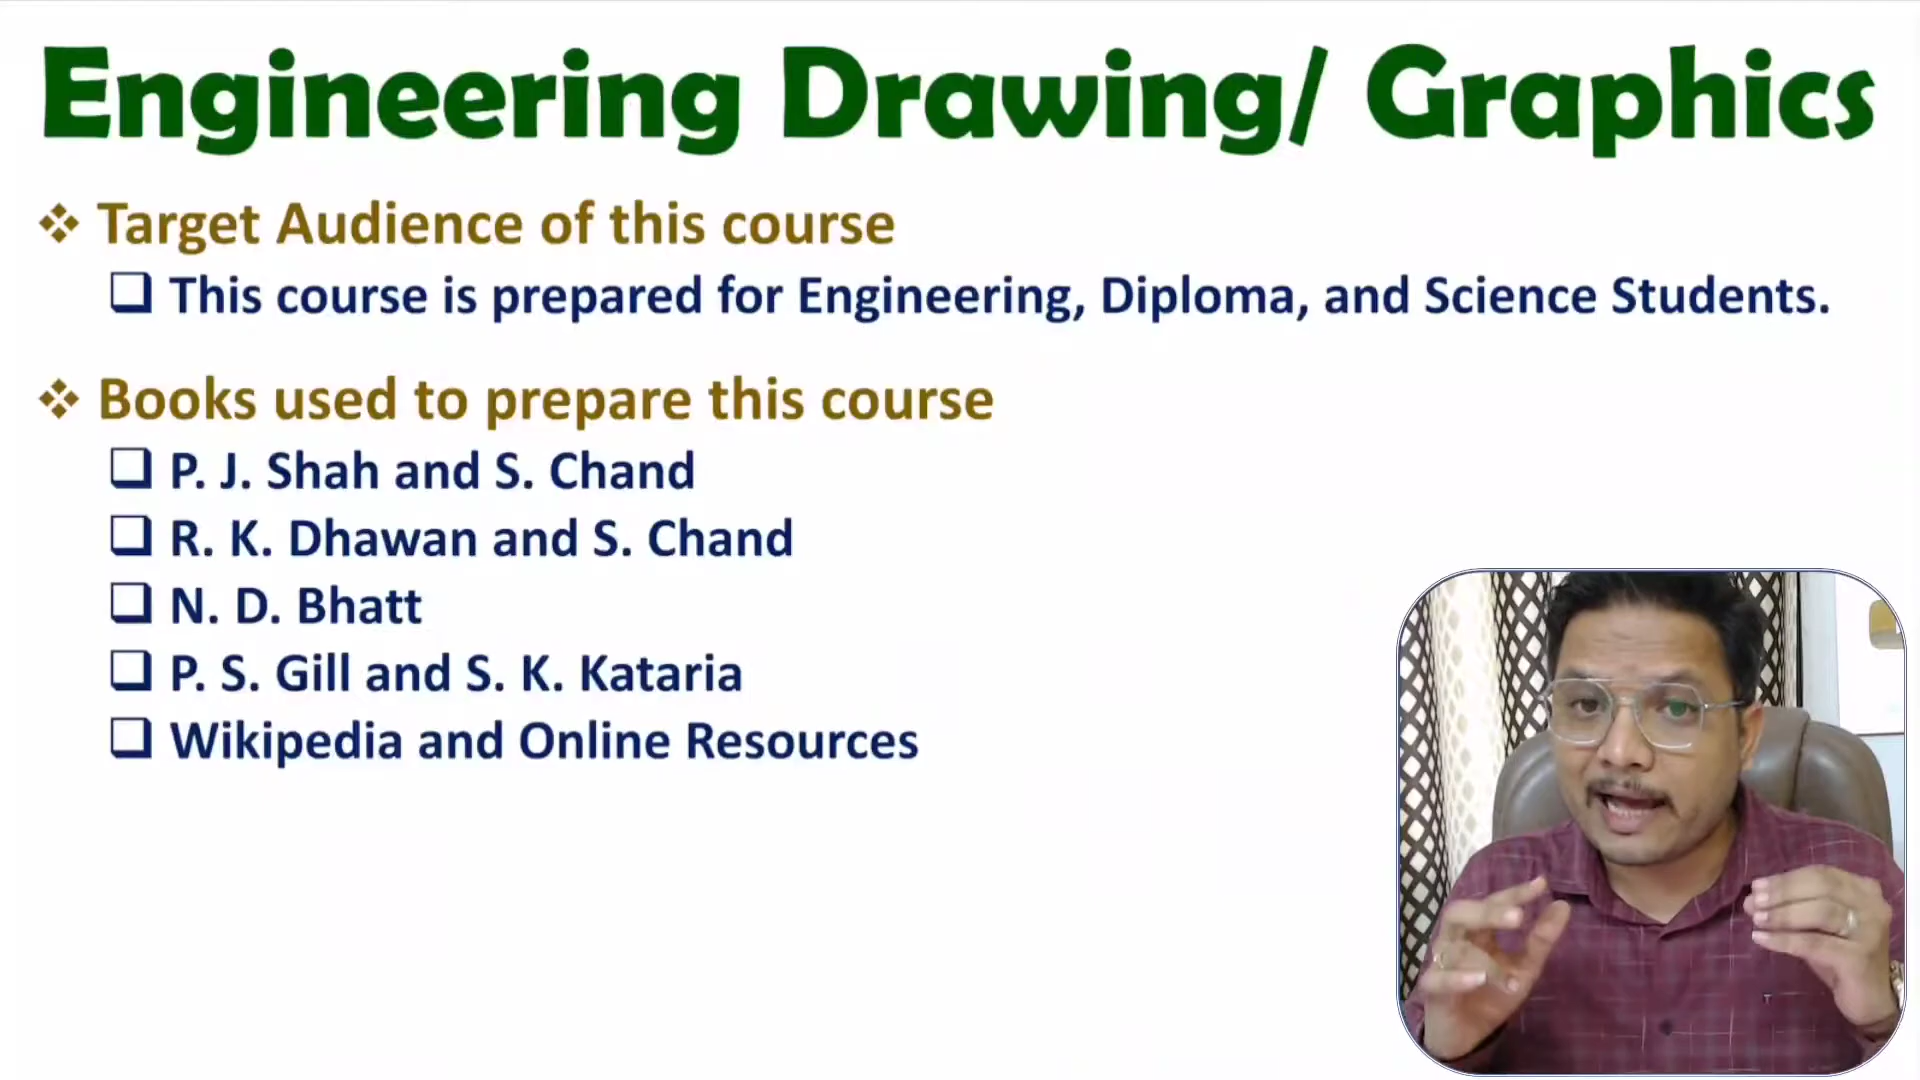 Engineering Drawing/ Graphics
Target Audience of this course
This course is prepared for Engineering, Diploma, and Science Students.
Books used to prepare this course
P. J. Shah and S. Chand
R. K. Dhawan and S. Chand
N. D. Bhatt
P. S. Gill and S. K. Kataria
Wikipedia and Online Resources